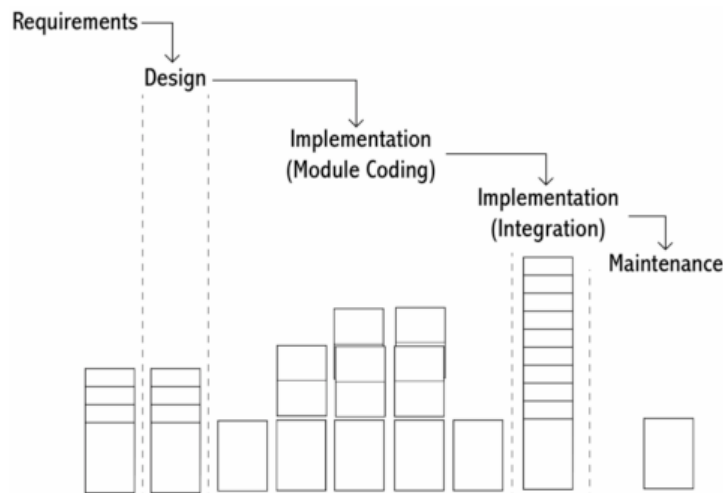 Requirements
Design
Implementation
(Module Coding)
Implementation
(Integration)
Maintenance